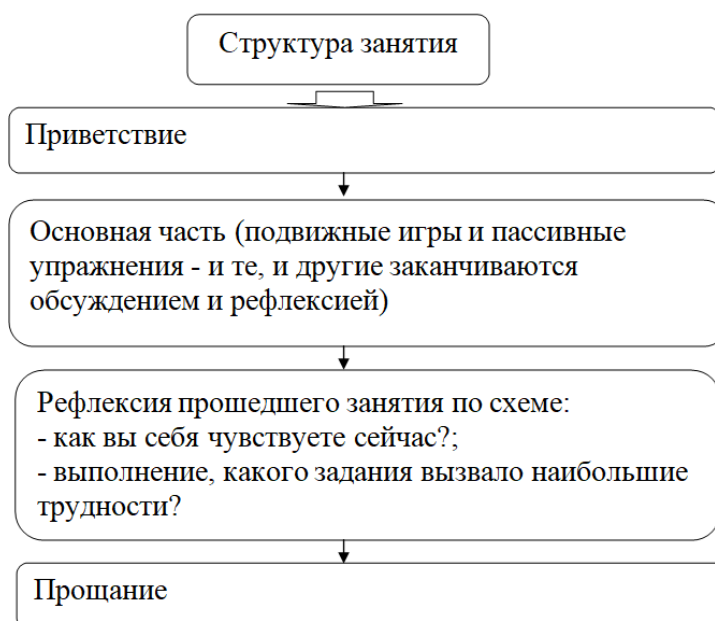 Структура занятия
Приветствие
Основная часть (подвижные игры и пассивные
упражнения - и те, и другие заканчиваются
обсуждением и рефлексией)
Рефлексия прошедшего занятия по схеме:
- как вы себя чувствуете сейчас?;
- выполнение, какого задания вызвало наибольшие
трудности?
Прощание